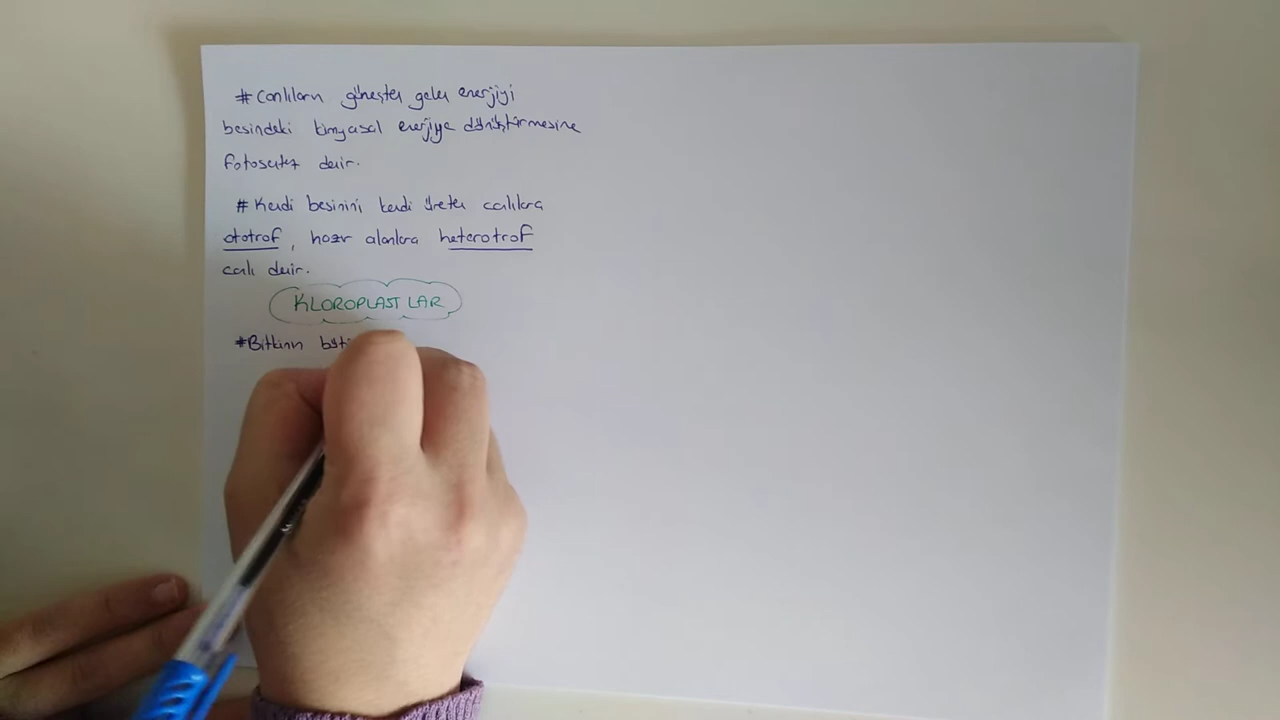 # Canlıların güneşten gelen enerjiyi
besindeki kimyasal enerjiye dönüştürmesine
fotosentez denir.
# Kendi besinini kendi üreten canlılara
ototrof, hazır alanlara heterotrof
canlı denir.
KLOROPLASTLAR
# Bitkinin